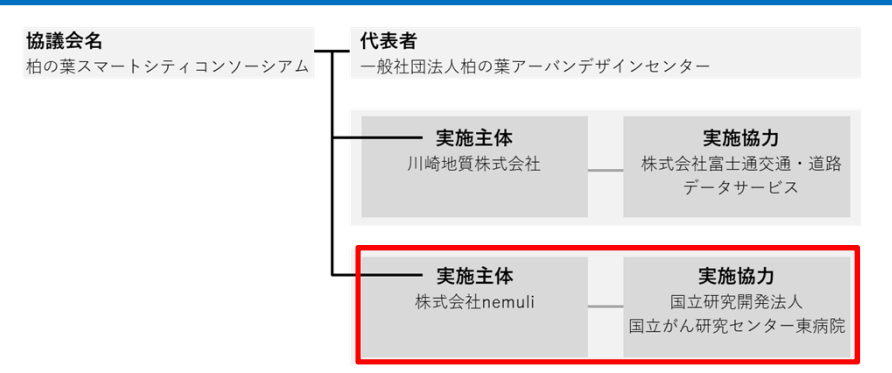 協議会名
柏の葉スマートシティコンソーシアム
代表者
一般社団法人柏の葉アーバンデザインセンター
実施主体
川崎地質株式会社
実施協力
株式会社富士通交通・道路
データサービス
実施主体
株式会社nemuli
実施協力
国立研究開発法人
国立がん研究センター東病院